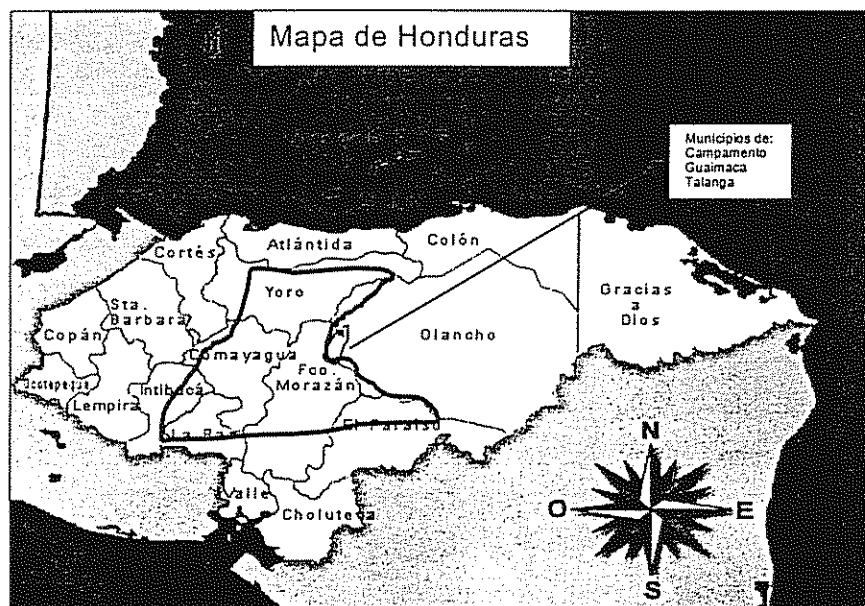 Mapa de Honduras
Municipios de:
Campamento
Guaimaca
Talanga
Cortés
Atlántida
Colón
Yoro
Gracias
a
Dios
Sta.
Barbara
Copán
Olancho
Comayagua
Fco.
Morazán
Intibucá
Lempira
La
El Paraíso
Valle
Choluteca
N
O
E
S